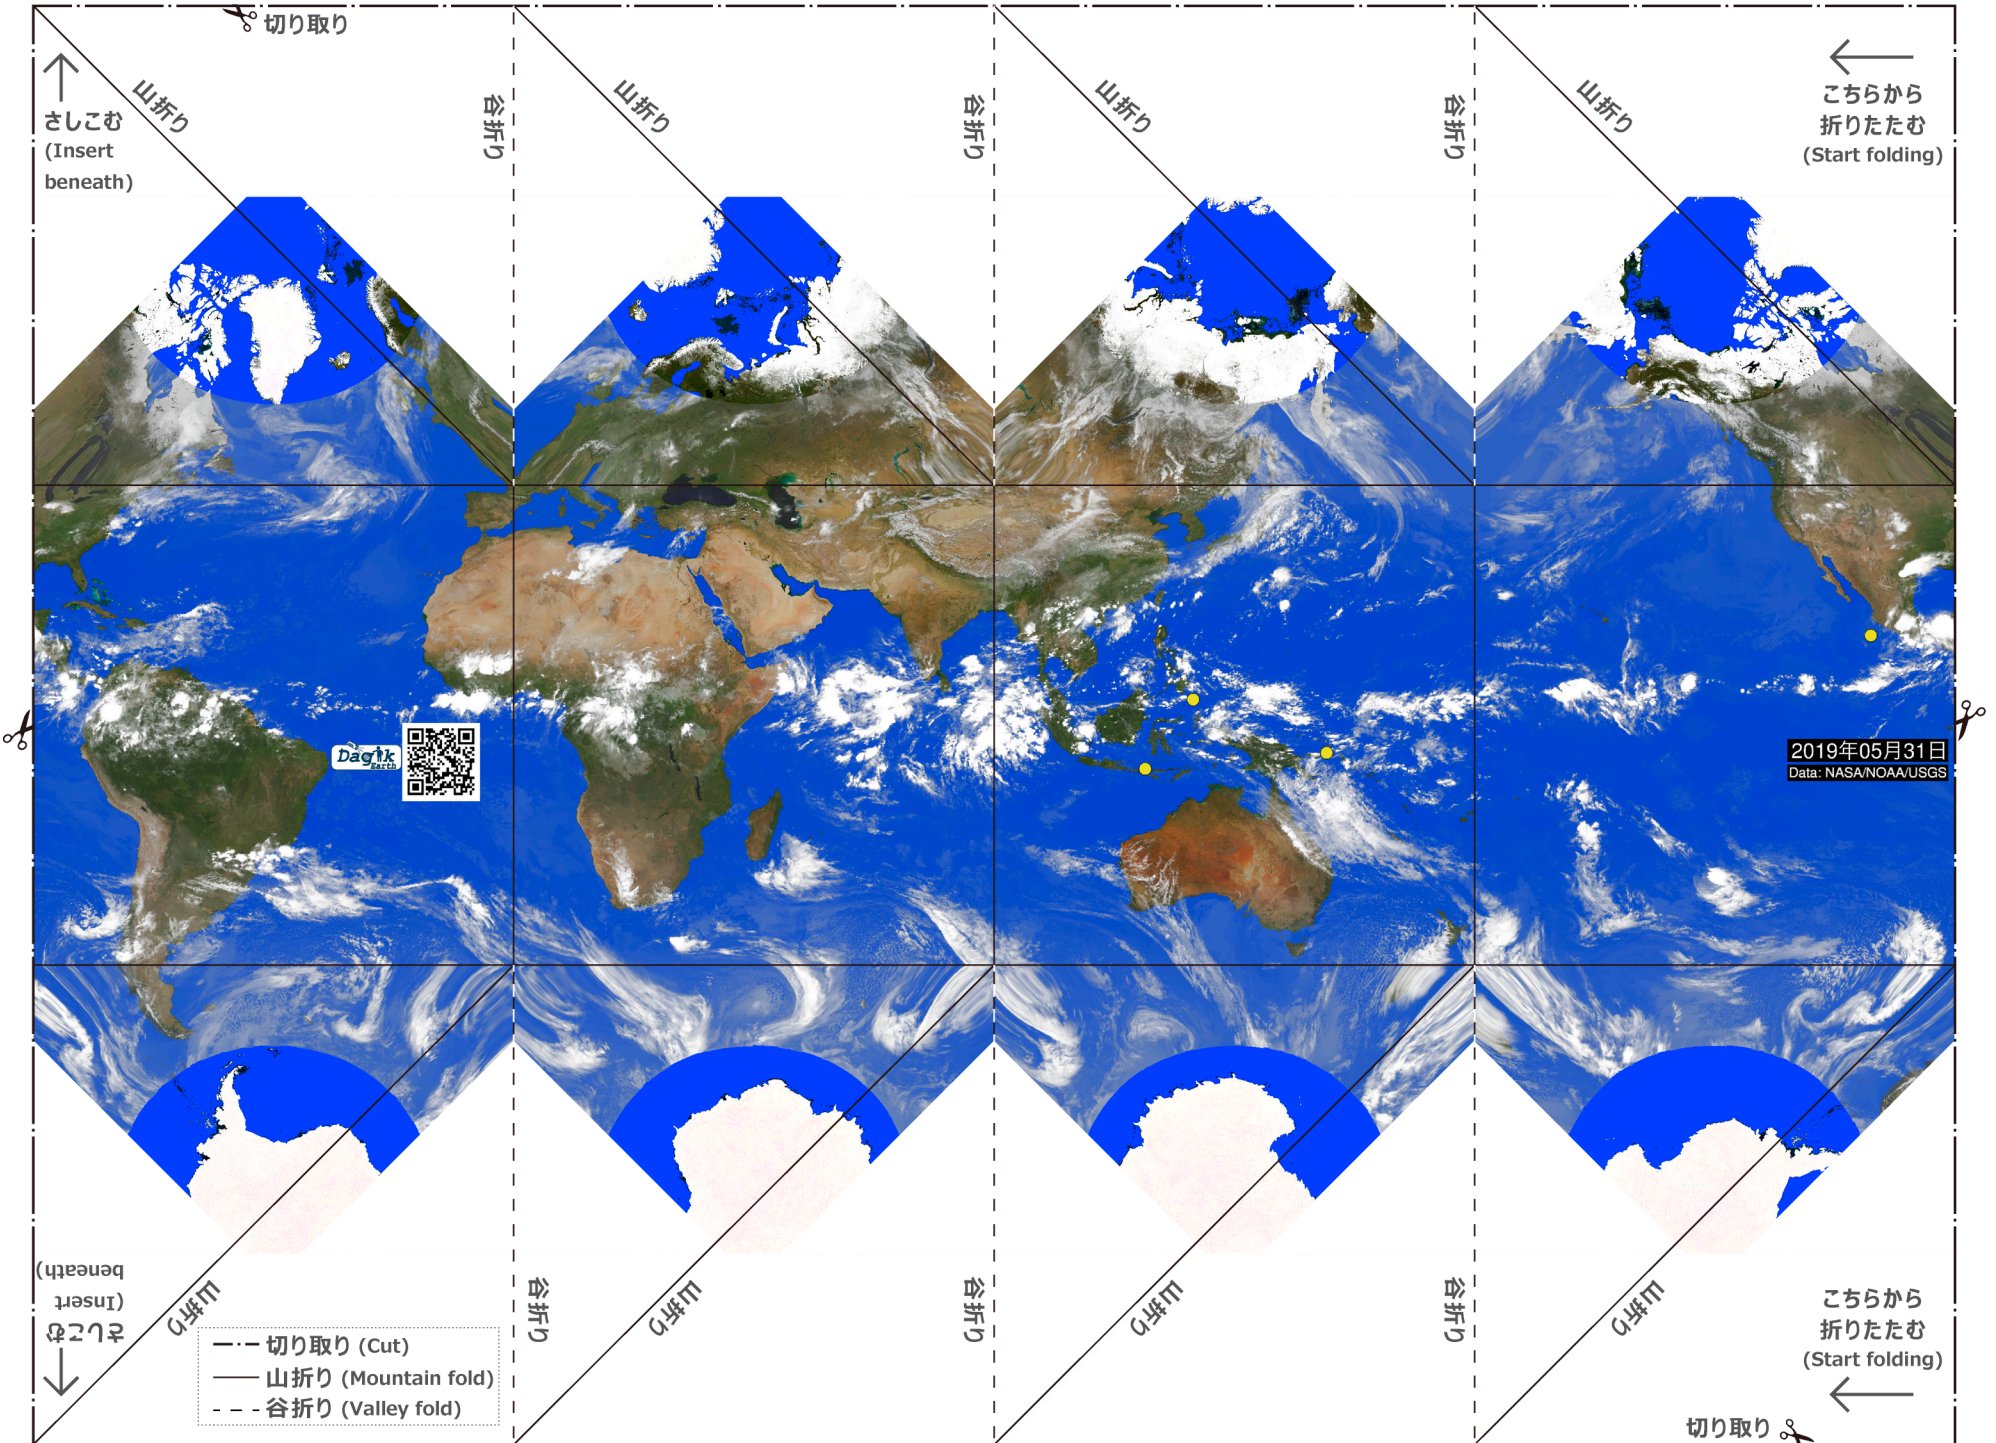 切り取り
さしこむ
(Insert
beneath)
山折り
谷折り
山折り
谷折り
山折り
谷折り
山折り
こちらから
折りたたむ
(Start folding)
Dagik
Earth
2019年05月31日
Data: NASA/NOAA/USGS
さしこむ
(Insert
beneath)
山折り
谷折り
山折り
谷折り
山折り
谷折り
山折り
こちらから
折りたたむ
(Start folding)
切り取り (Cut)
山折り (Mountain fold)
谷折り (Valley fold)
切り取り